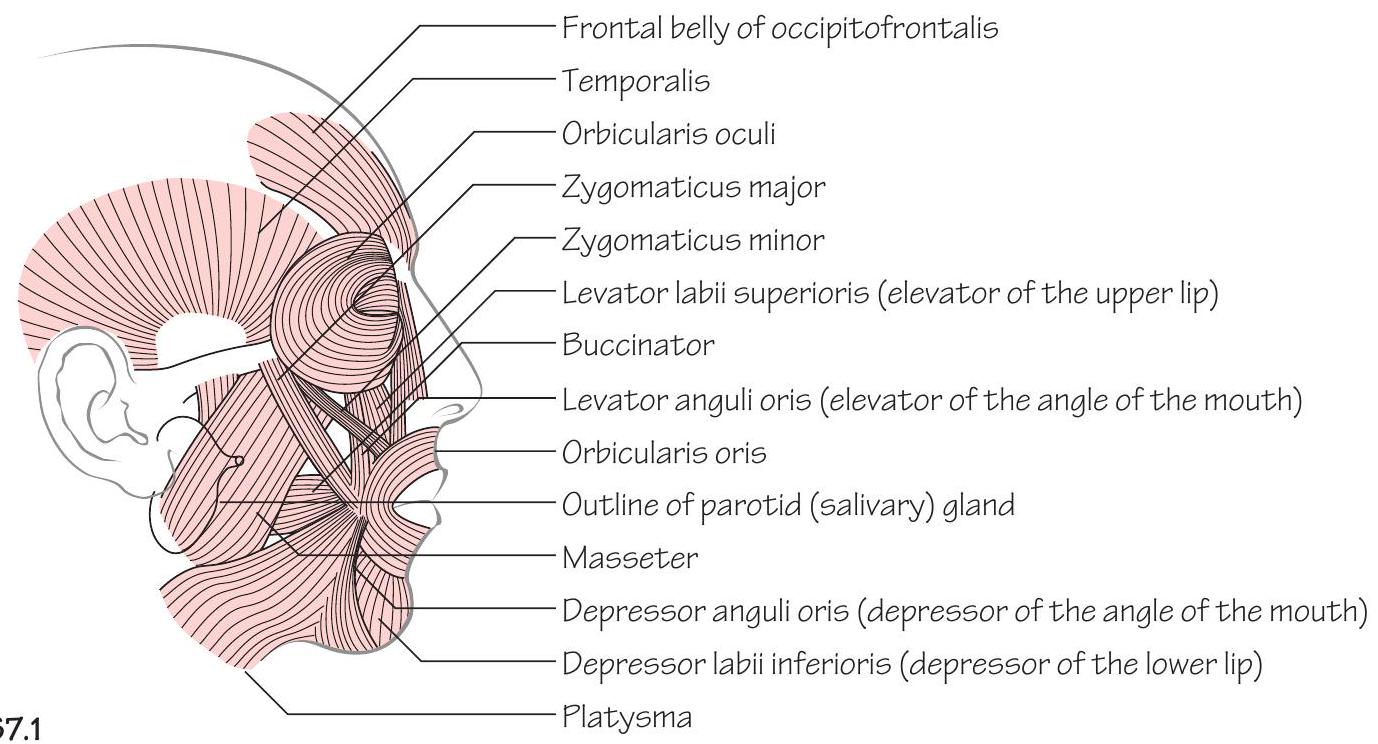 Frontal belly of occipitofrontalis
Temporalis
Orbicularis oculi
Zygomaticus major
Zygomaticus minor
Levator labii superioris (elevator of the upper lip)
Buccinator
Levator anguli oris (elevator of the angle of the mouth)
Orbicularis oris
Outline of parotid (salivary) gland
Masseter
Depressor anguli oris (depressor of the angle of the mouth)
Depressor labii inferioris (depressor of the lower lip)
Platysma
7.1